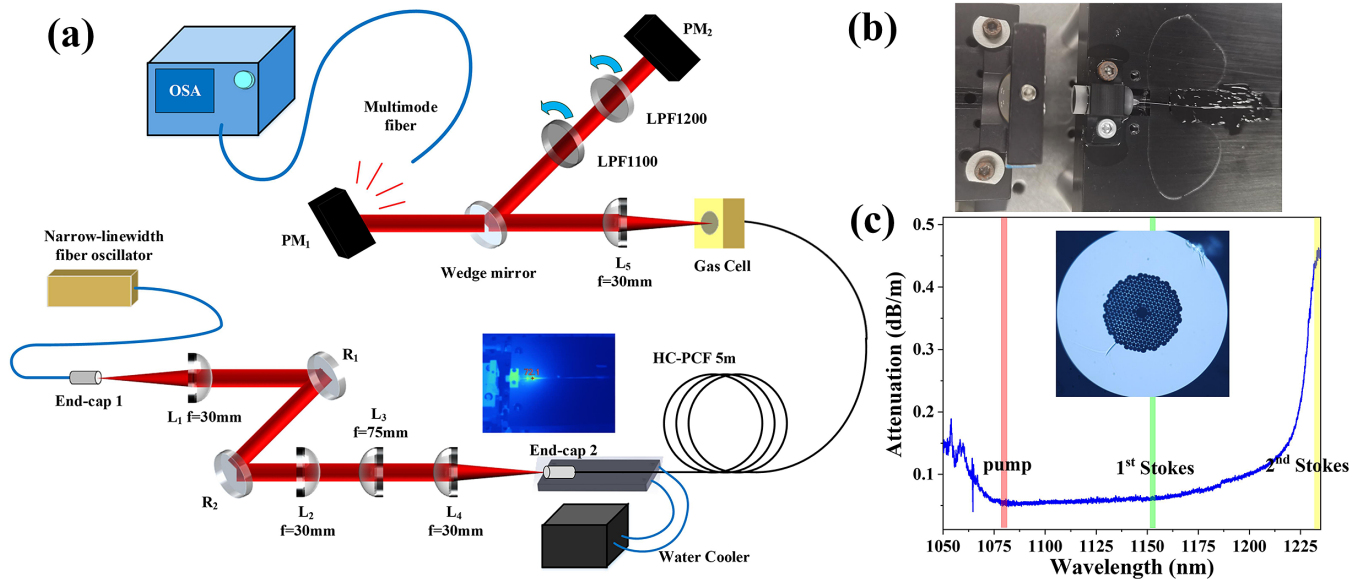 (a)
OSA
Multimode
fiber
PM₂
LPF1200
LPF1100
PM₁
Wedge mirror
L₅
f=30mm
Gas Cell
Narrow-linewidth
fiber oscillator
End-cap 1
L₁ f=30mm
R₁
R₂
L₂
f=30mm
L₃
f=75mm
L₄
f=30mm
End-cap 2
HC-PCF 5m
Water Cooler
(b)
(c)
Attenuation (dB/m)
0.5
0.4
0.3
0.2
0.1
pump
1st Stokes
2nd Stokes
1050 1075 1100 1125 1150 1175 1200 1225
Wavelength (nm)